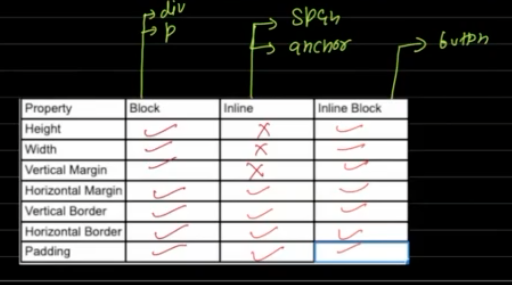 div
p
span
anchor
button
Property Block Inline Inline Block
Height ✓ ✗ ✓
Width ✓ ✗ ✓
Vertical Margin ✓ ✗ ✓
Horizontal Margin ✓ ✓ ✓
Vertical Border ✓ ✓ ✓
Horizontal Border ✓ ✓ ✓
Padding ✓ ✓ ✓